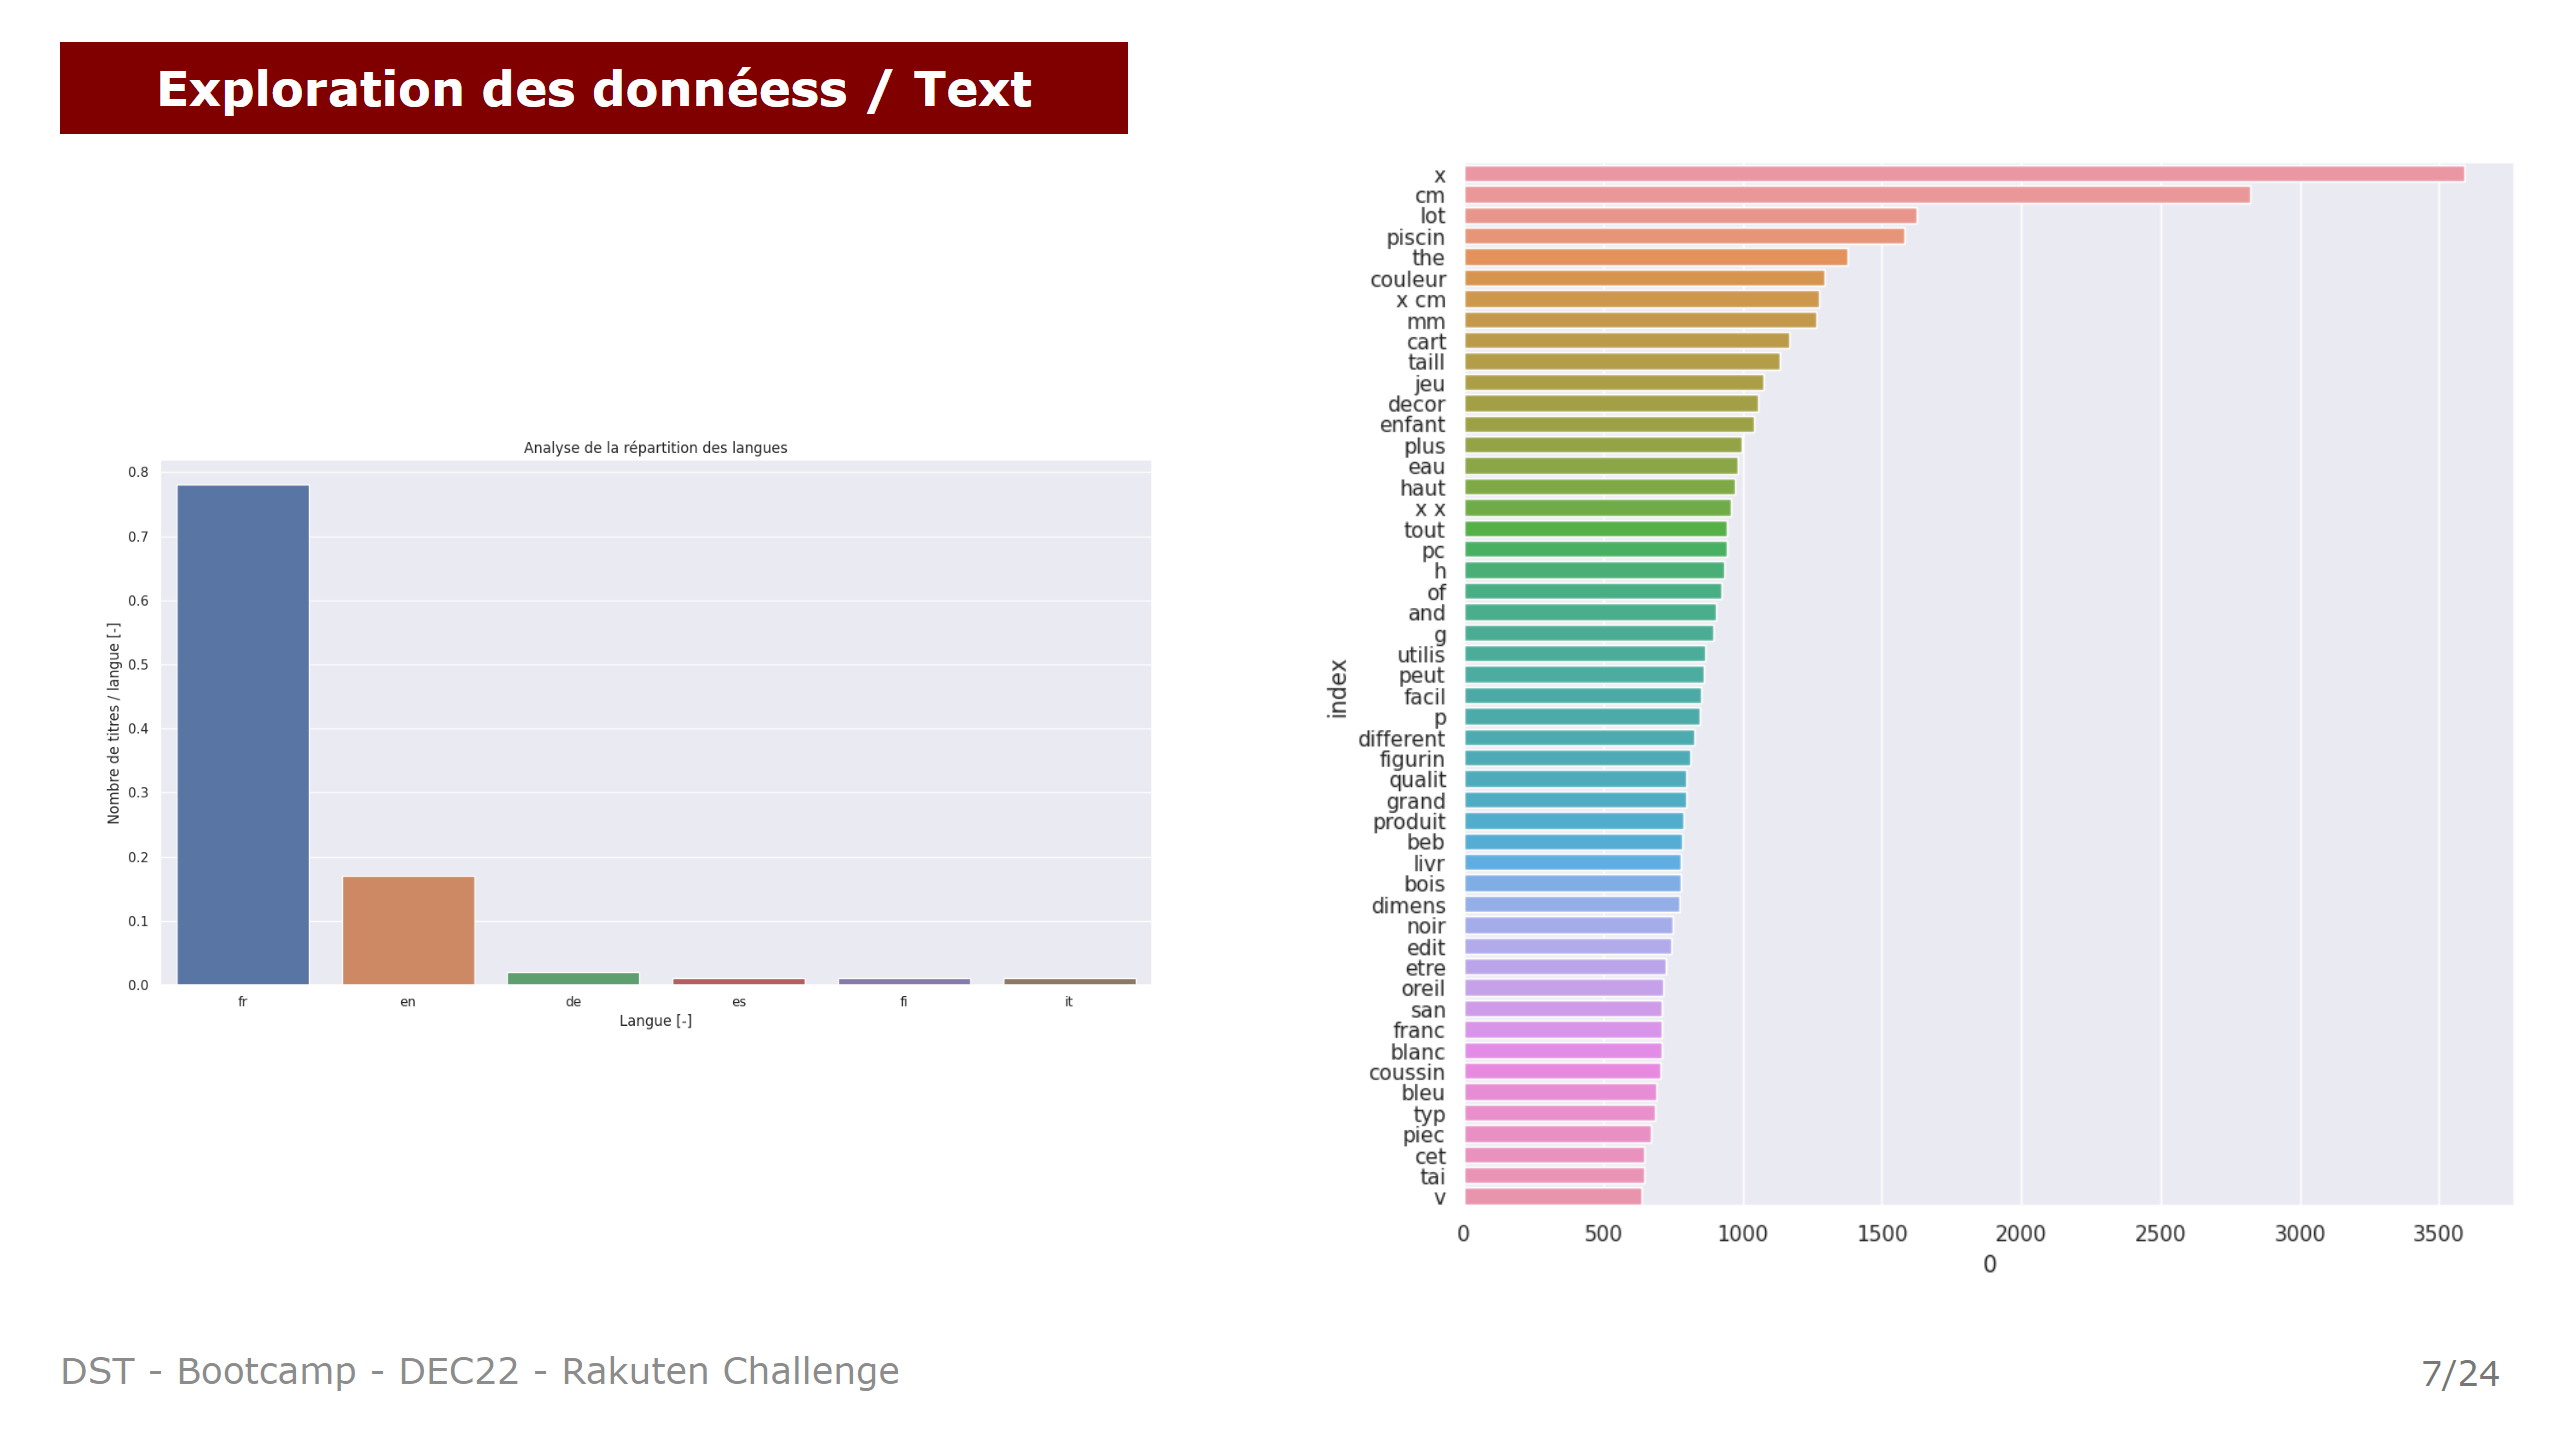 Exploration des donnéess / Text
Analyse de la répartition des langues
0.8
0.7
0.6
0.5
0.4
0.3
0.2
0.1
0.0
Nombre de titres / langue [-]
fr en de es fi it
Langue [-]
x
cm
lot
piscin
the
couleur
x cm
mm
cart
taill
jeu
decor
enfant
plus
eau
haut
x x
tout
pc
h
of
and
g
utilis
peut
facil
p
different
figurin
qualit
grand
produit
beb
livr
bois
dimens
noir
edit
etre
oreil
san
franc
blanc
coussin
bleu
typ
piec
cet
tai
v
index
0 500 1000 1500 2000 2500 3000 3500
0
DST - Bootcamp - DEC22 - Rakuten Challenge
7/24